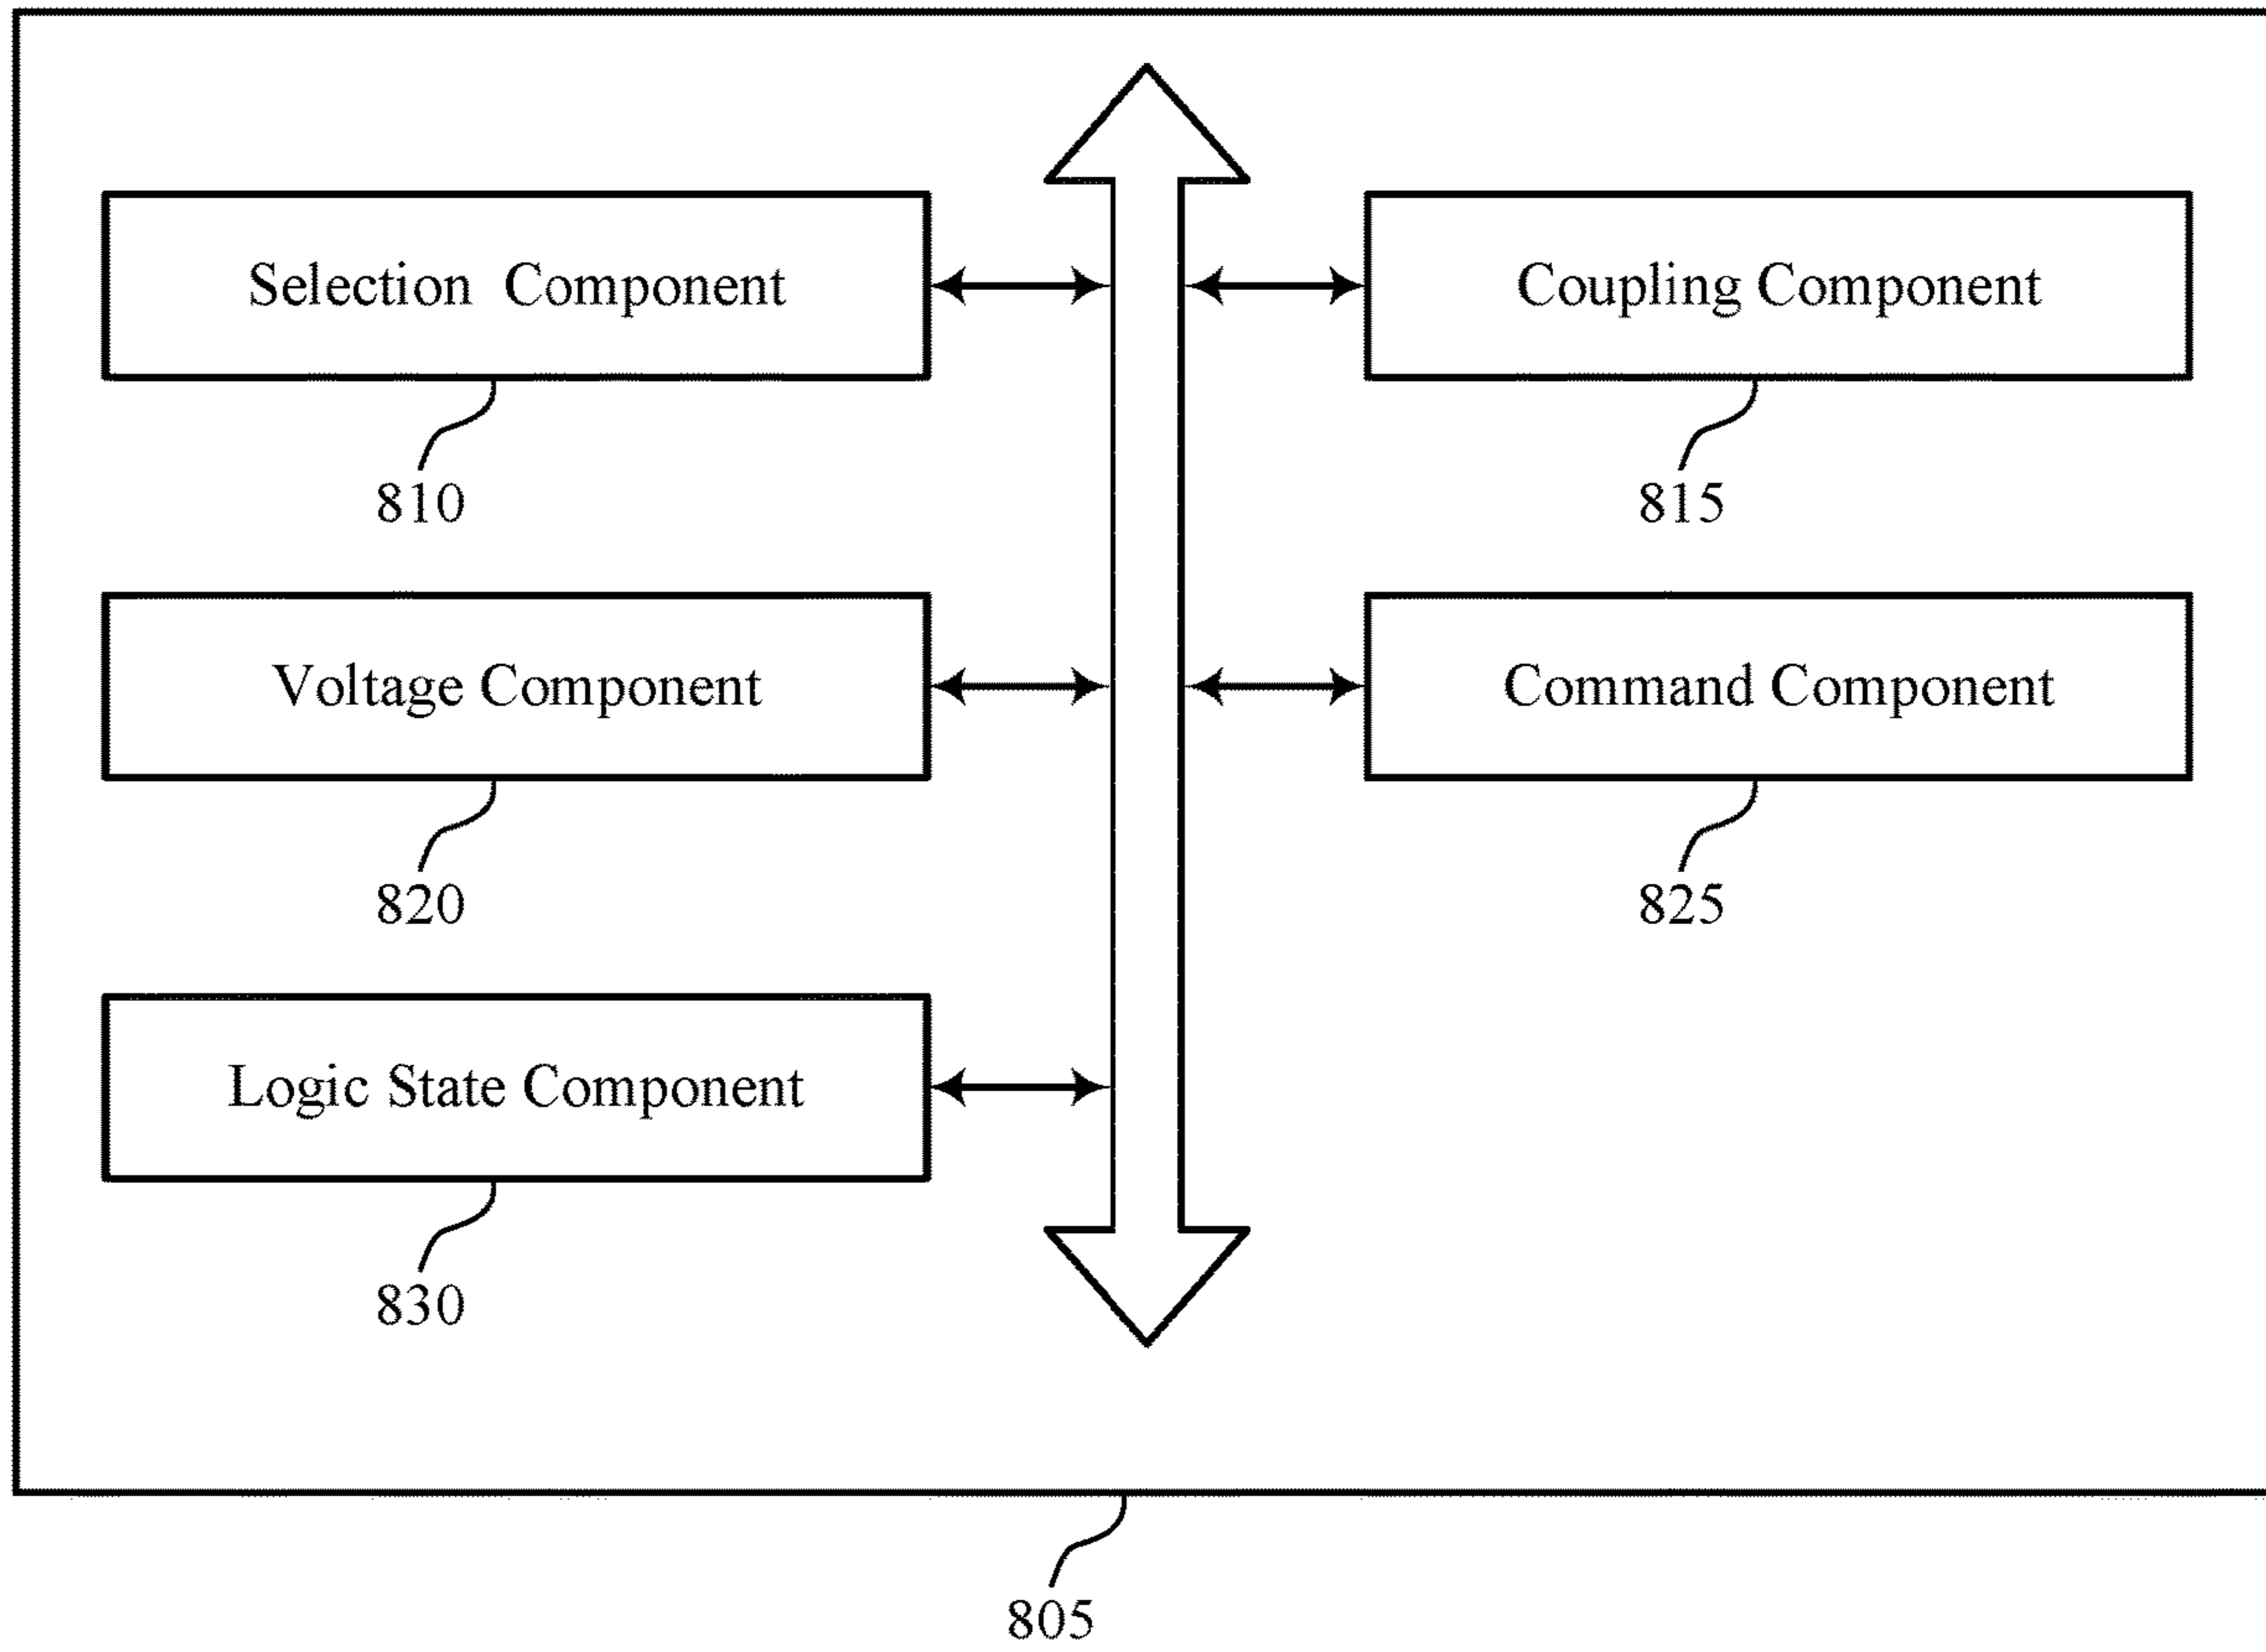 Selection Component
Coupling Component
810
815
Voltage Component
Command Component
820
825
Logic State Component
830
805